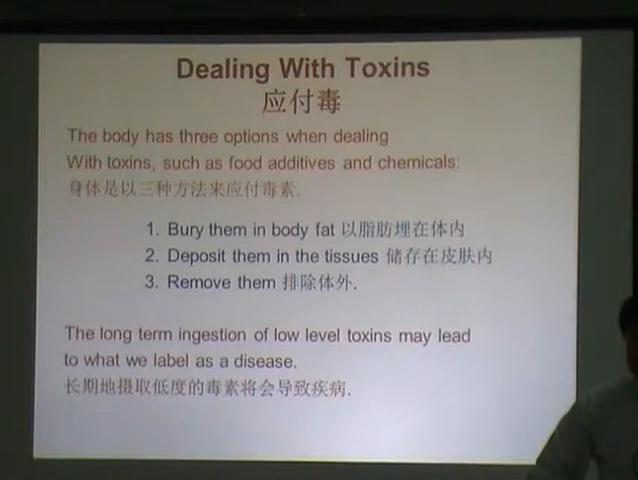 Dealing With Toxins
应付毒
The body has three options when dealing
With toxins, such as food additives and chemicals:
身体是以三种方法来应付毒素.
1. Bury them in body fat 以脂肪埋在体内
2. Deposit them in the tissues 储存在皮肤内
3. Remove them 排除体外.
The long term ingestion of low level toxins may lead
to what we label as a disease.
长期地摄取低度的毒素将会导致疾病.